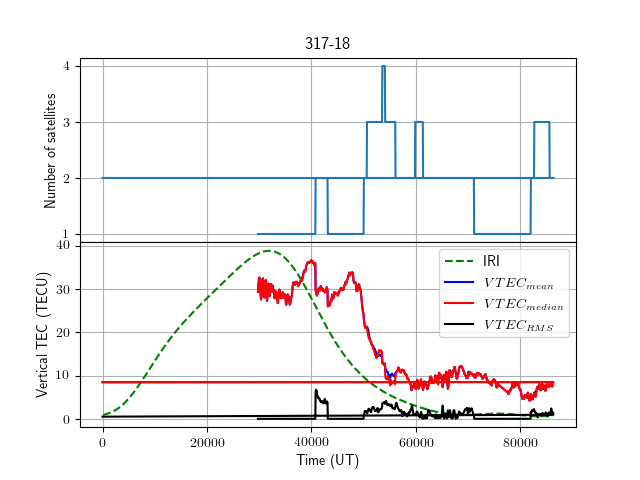 317-18
Number of satellites
4
3
2
1
Vertical TEC (TECU)
40
30
20
10
0
IRI
VTEC_mean
VTEC_median
VTEC_RMS
0 20000 40000 60000 80000
Time (UT)